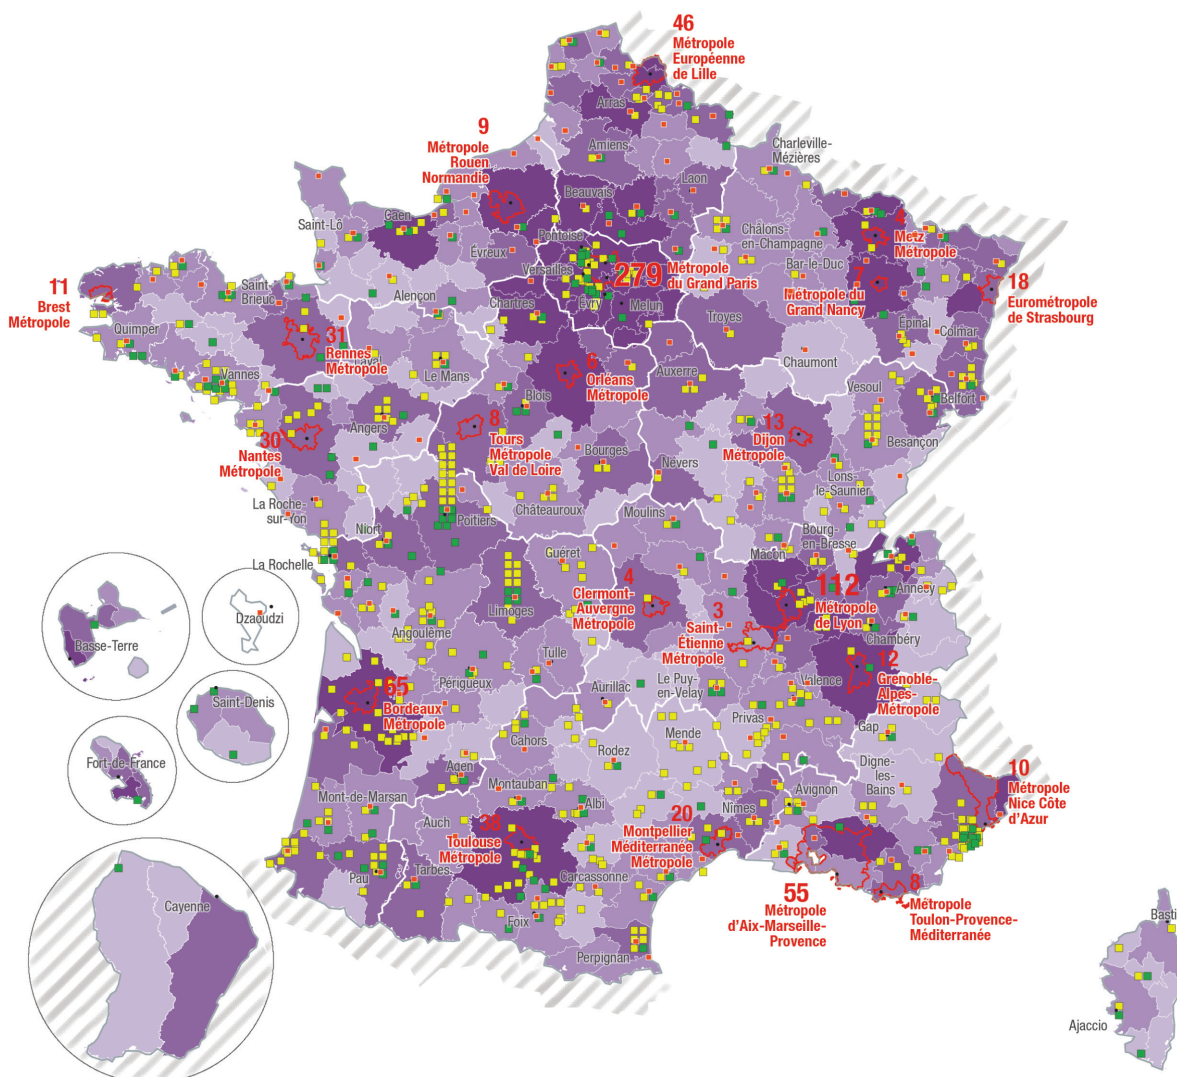 46
Métropole
Européenne
de Lille
Arras
9
Métropole
Rouen
Normandie
Amiens
Charleville-
Mézières
Laon
Beauvais
Saint-Lô
Caen
Évreux
Pontoise
Versailles
279
Métropole
du Grand Paris
Évry
Melun
Châlons-
en-Champagne
Bar-le-Duc
4
Metz
Métropole
7
Métropole du
Grand Nancy
18
Eurométropole
de Strasbourg
11
Brest
Métropole
Saint-
Brieuc
Quimper
Alençon
Chartres
Troyes
Épinal
Colmar
31
Rennes
Métropole
Laval
Le Mans
Vannes
6
Orléans
Métropole
Blois
Auxerre
Chaumont
Vesoul
Belfort
30
Nantes
Métropole
Angers
8
Tours
Métropole
Val de Loire
Bourges
Nevers
13
Dijon
Métropole
Besançon
Lons-
le-Saunier
La Roche-
sur-Yon
Niort
Poitiers
Châteauroux
Moulins
Mâcon
Bourg-
en-Bresse
La Rochelle
Limoges
Guéret
4
Clermont-
Auvergne
Métropole
3
Saint-
Étienne
Métropole
112
Métropole
de Lyon
Annecy
Chambéry
Dzaoudzi
Basse-Terre
Angoulême
Périgueux
Tulle
Aurillac
Le Puy-
en-Velay
Valence
12
Grenoble-
Alpes-
Métropole
65
Bordeaux
Métropole
Saint-Denis
Cahors
Rodez
Mende
Privas
Gap
Fort-de-France
Agen
Montauban
Albi
Nîmes
Avignon
Digne-
les-
Bains
10
Métropole
Nice Côte
d'Azur
Mont-de-Marsan
Auch
38
Toulouse
Métropole
20
Montpellier
Méditerranée
Métropole
Pau
Tarbes
Carcassonne
Foix
Perpignan
55
Métropole
d'Aix-Marseille-
Provence
8
Métropole
Toulon-Provence-
Méditerranée
Cayenne
Basti
Ajaccio